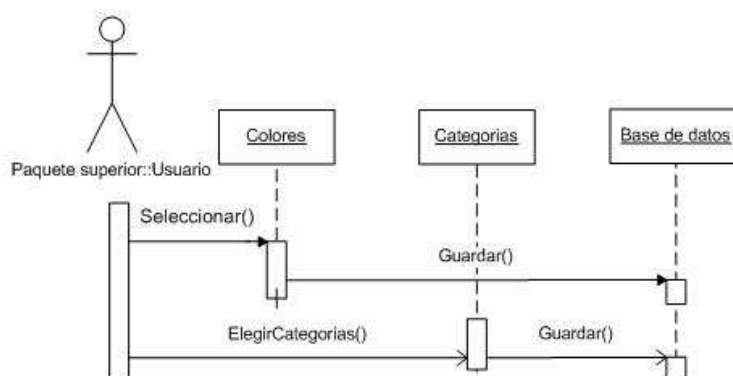 Colores
Categorias
Base de datos
Paquete superior::Usuario
Seleccionar()
Guardar()
ElegirCategorias()
Guardar()